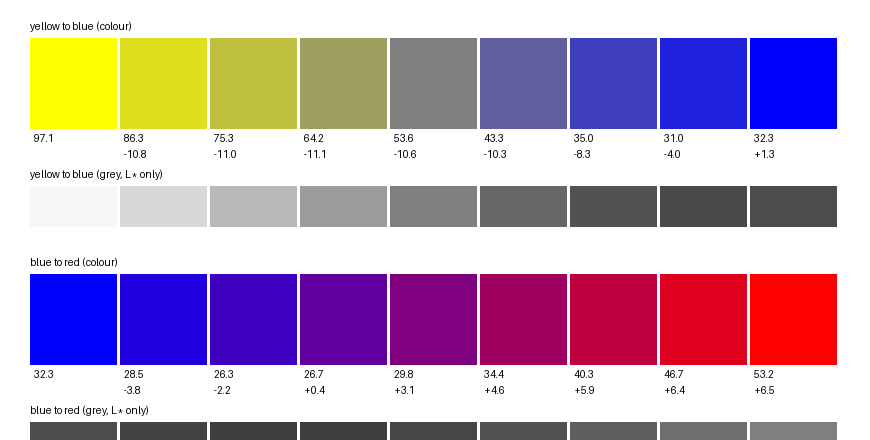 yellow to blue (colour)
97.1 86.3 75.3 64.2 53.6 43.3 35.0 31.0 32.3
-10.8 -11.0 -11.1 -10.6 -10.3 -8.3 -4.0 +1.3
yellow to blue (grey, L* only)
blue to red (colour)
32.3 28.5 26.3 26.7 29.8 34.4 40.3 46.7 53.2
-3.8 -2.2 +0.4 +3.1 +4.6 +5.9 +6.4 +6.5
blue to red (grey, L* only)